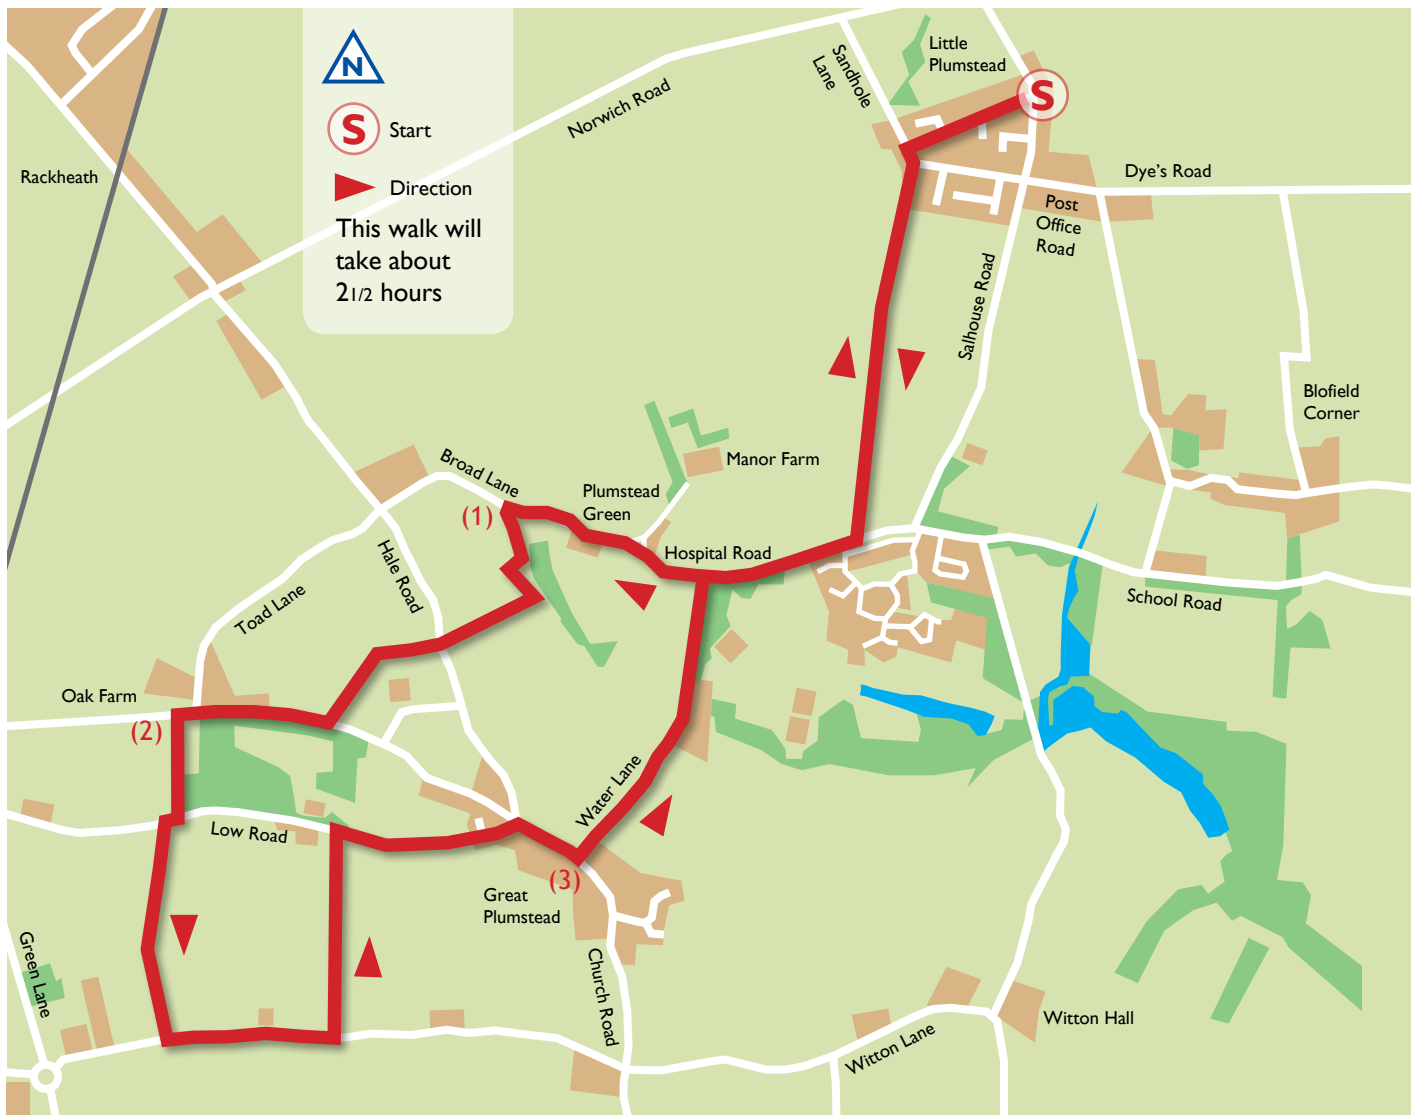 N
S
Start
Direction
This walk will
take about
21/2 hours
Little
Plumstead
S
Sandhole
Lane
Norwich Road
Rackheath
Dye's Road
Post
Office
Road
Salhouse Road
Blofield
Corner
Broad Lane
Manor Farm
Plumstead
Green
(1)
Hospital Road
Hale Road
Toad Lane
School Road
Oak Farm
(2)
Water Lane
Low Road
(3)
Great
Plumstead
Green Lane
Church Road
Witton Hall
Witton Lane